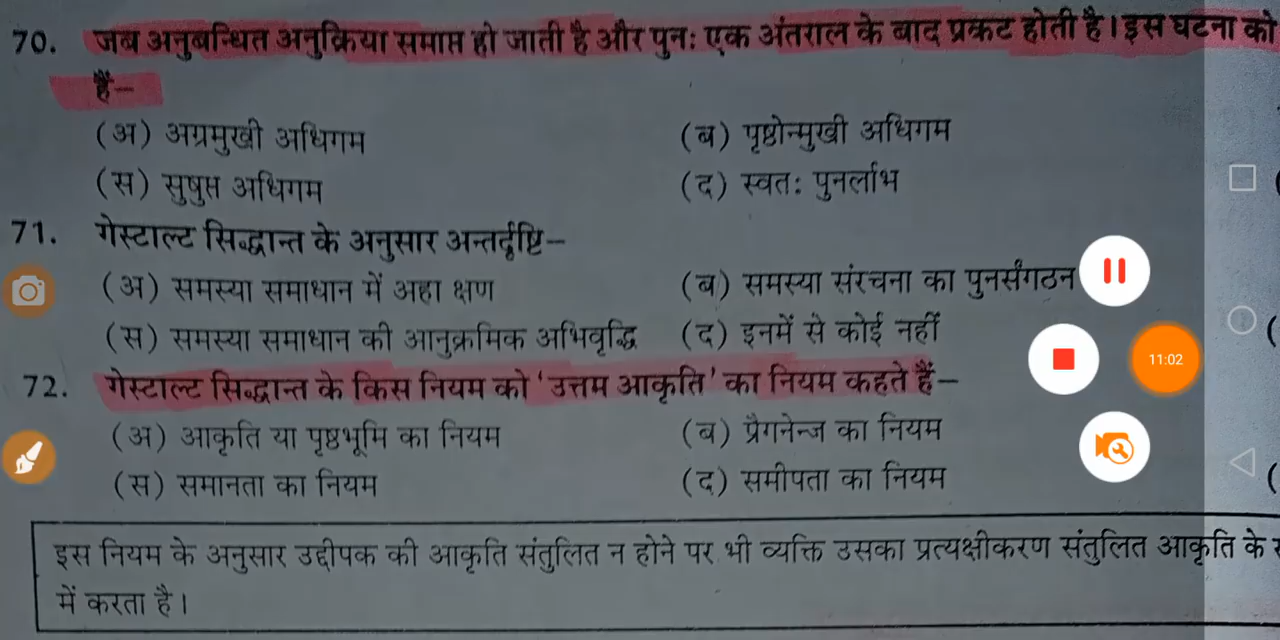 70. जब अनुबन्धित अनुक्रिया समाप्त हो जाती है और पुनः एक अंतराल के बाद प्रकट होती है। इस घटना को
हैं–
(अ) अग्रमुखी अधिगम (ब) पृष्ठोन्मुखी अधिगम
(स) सुषुप्त अधिगम (द) स्वतः पुनर्लाभ
71. गेस्टाल्ट सिद्धान्त के अनुसार अन्तर्दृष्टि–
(अ) समस्या समाधान में अहा क्षण (ब) समस्या संरचना का पुनर्संगठन
(स) समस्या समाधान की आनुक्रमिक अभिवृद्धि (द) इनमें से कोई नहीं
11:02
72. गेस्टाल्ट सिद्धान्त के किस नियम को 'उत्तम आकृति' का नियम कहते हैं–
(अ) आकृति या पृष्ठभूमि का नियम (ब) प्रैगनेन्ज का नियम
(स) समानता का नियम (द) समीपता का नियम
इस नियम के अनुसार उद्दीपक की आकृति संतुलित न होने पर भी व्यक्ति उसका प्रत्यक्षीकरण संतुलित आकृति के
में करता है।